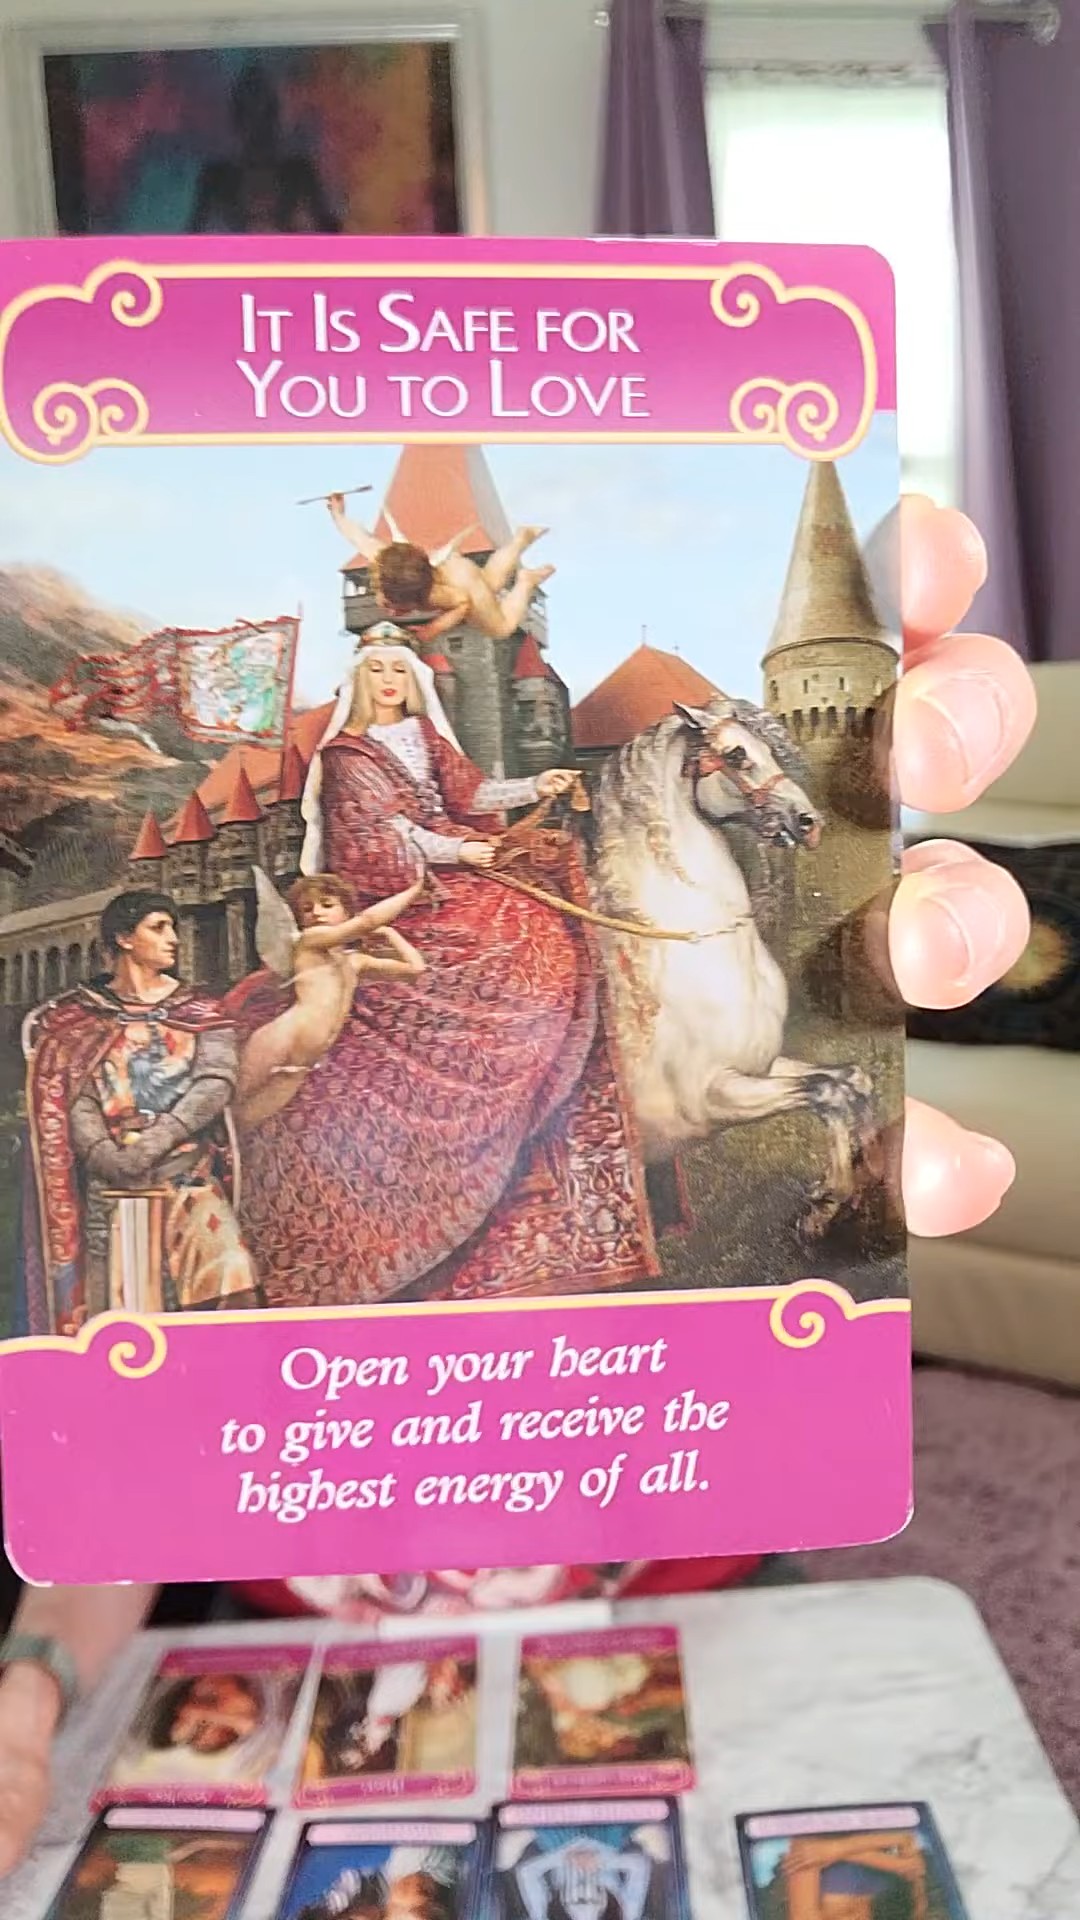 It Is Safe for
You to Love
Open your heart
to give and receive the
highest energy of all.